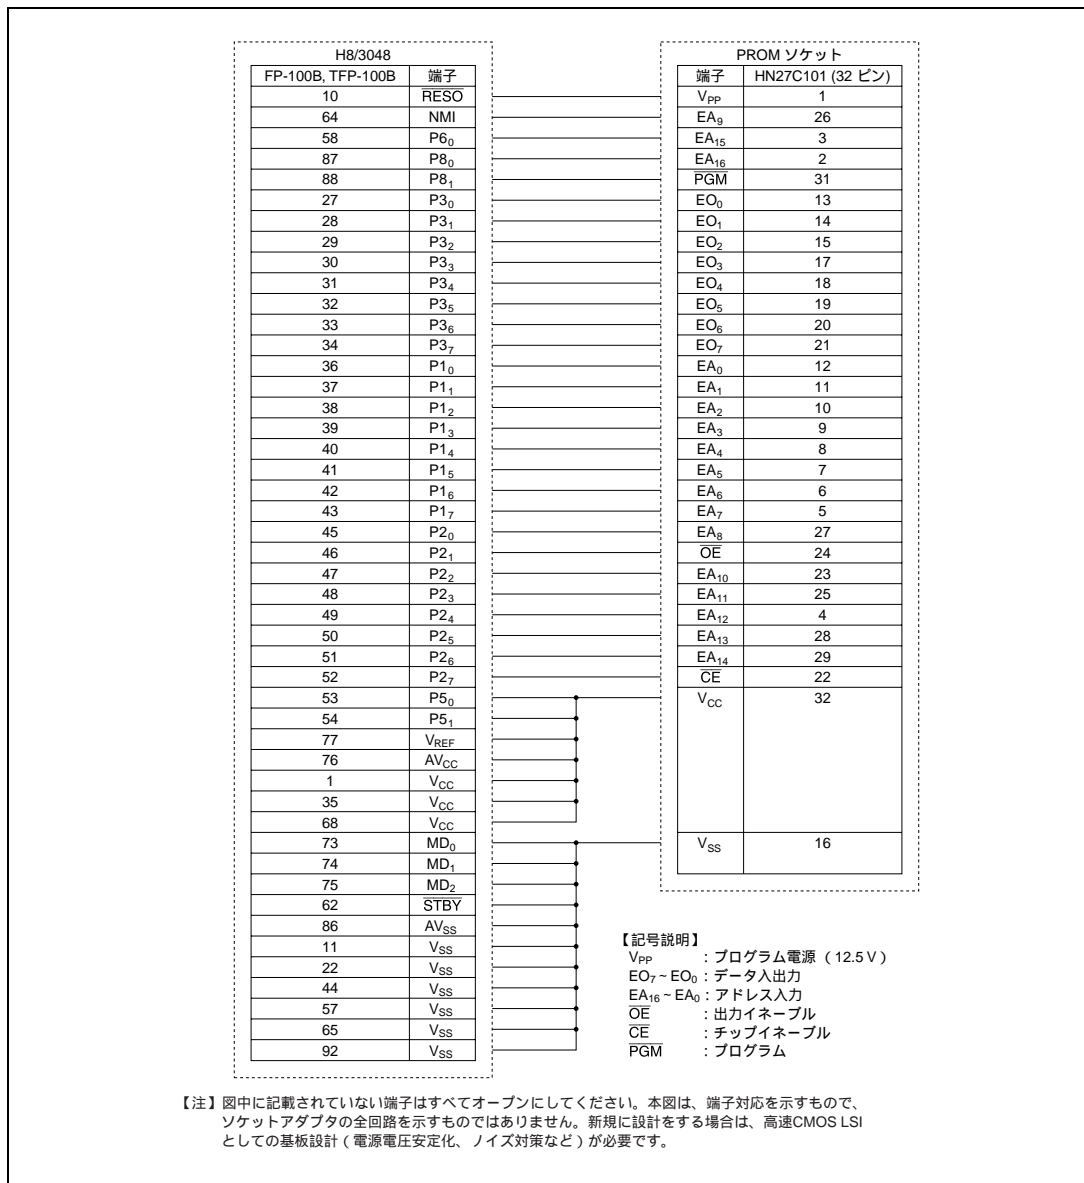 H8/3048 PROM ソケット
FP-100B, TFP-100B 端子 端子 HN27C101 (32 ピン)
10 RESO VPP 1
64 NMI EA9 26
58 P60 EA15 3
87 P80 EA16 2
88 P81 PGM 31
27 P30 EO0 13
28 P31 EO1 14
29 P32 EO2 15
30 P33 EO3 17
31 P34 EO4 18
32 P35 EO5 19
33 P36 EO6 20
34 P37 EO7 21
36 P10 EA0 12
37 P11 EA1 11
38 P12 EA2 10
39 P13 EA3 9
40 P14 EA4 8
41 P15 EA5 7
42 P16 EA6 6
43 P17 EA7 5
45 P20 EA8 27
46 P21 OE 24
47 P22 EA10 23
48 P23 EA11 25
49 P24 EA12 4
50 P25 EA13 28
51 P26 EA14 29
52 P27 CE 22
53 P50 VCC 32
54 P51
77 VREF
76 AVCC
1 VCC
35 VCC
68 VCC
73 MD0 VSS 16
74 MD1
75 MD2
62 STBY
86 AVSS
11 VSS
22 VSS
44 VSS
57 VSS
65 VSS
92 VSS
【記号説明】
VPP : プログラム電源 ( 12.5 V )
EO7 ~ EO0 : データ入出力
EA16 ~ EA0 : アドレス入力
OE : 出力イネーブル
CE : チップイネーブル
PGM : プログラム
【注】図中に記載されていない端子はすべてオープンにしてください。本図は、端子対応を示すもので、
ソケットアダプタの全回路を示すものではありません。新規に設計をする場合は、高速CMOS LSI
としての基板設計 ( 電源電圧安定化、ノイズ対策など ) が必要です。